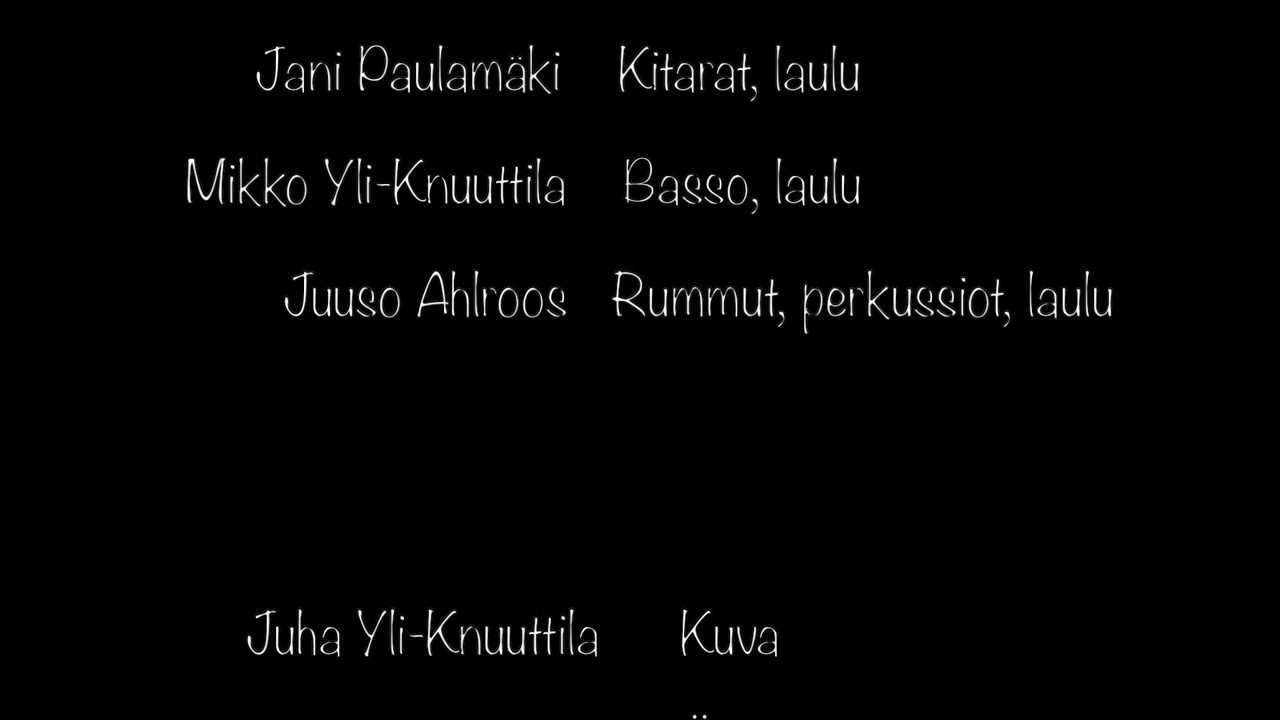 Jani Paulamäki Kitarat, laulu
Mikko Yli-Knuuttila Basso, laulu
Juuso Ahlroos Rummut, perkussiot, laulu
Juha Yli-Knuuttila Kuva